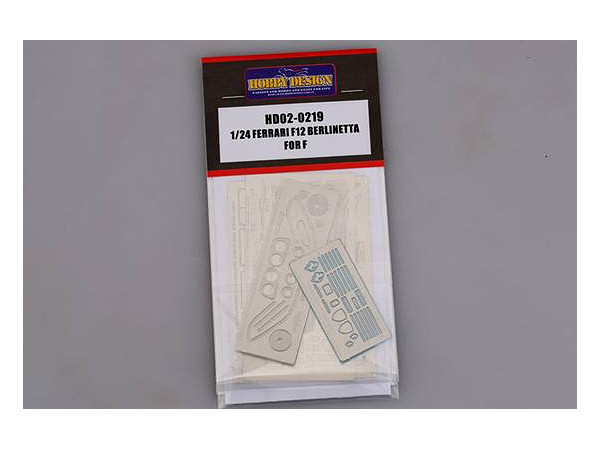 HOBBY DESIGN
HD02-0219
1/24 FERRARI F12 BERLINETTA
FOR F